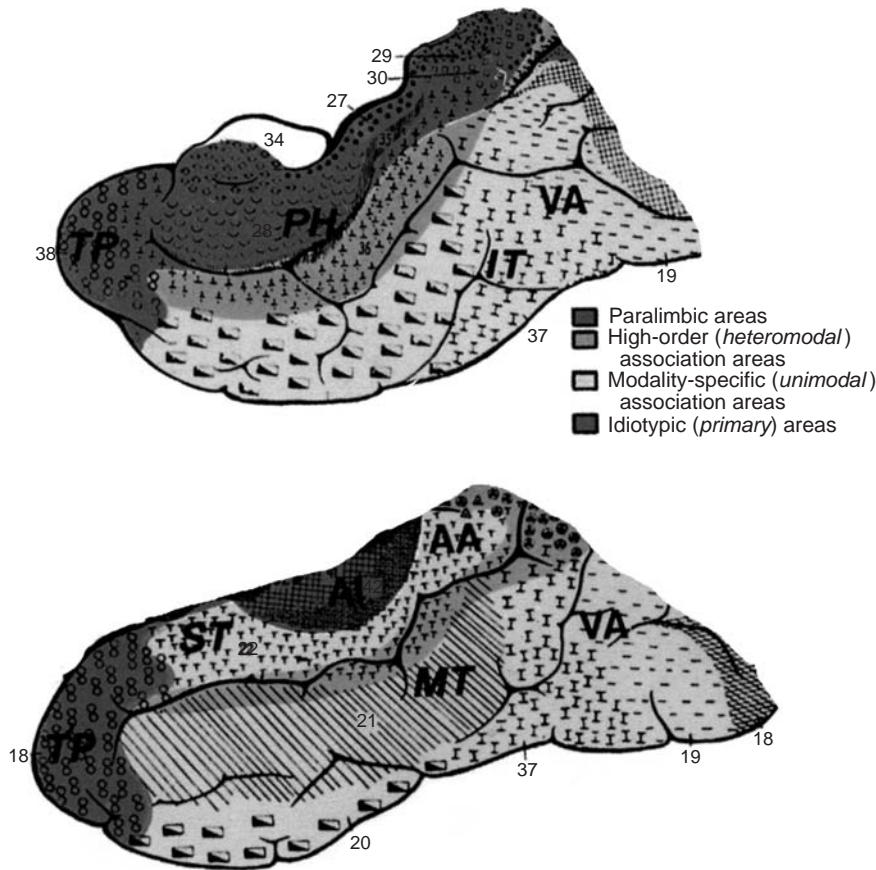 29
30
27
34
35
VA
28 PH
36
TP
38
IT
19
37
Paralimbic areas
High-order (heteromodal)
association areas
Modality-specific (unimodal)
association areas
Idiotypic (primary) areas
AA
A1
VA
ST
22
MT
21
TP
18
18
19
37
20